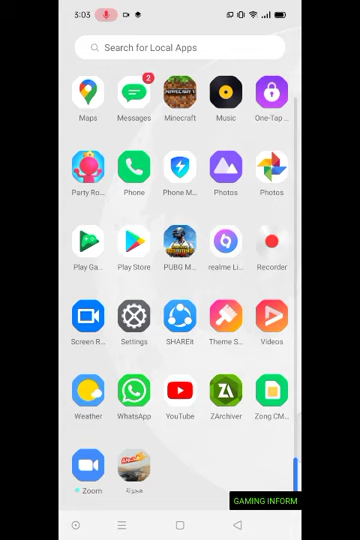 3:03
Search for Local Apps
Maps
Messages
2
Minecraft
Music
One-Tap ...
Party Ro...
Phone
Phone M...
Photos
Photos
Play Ga...
Play Store
PUBG M...
realme Li...
Recorder
Screen R...
Settings
SHAREit
Theme S...
Videos
Weather
WhatsApp
YouTube
ZArchiver
Zong CM...
Zoom
هجولة
GAMING INFORM